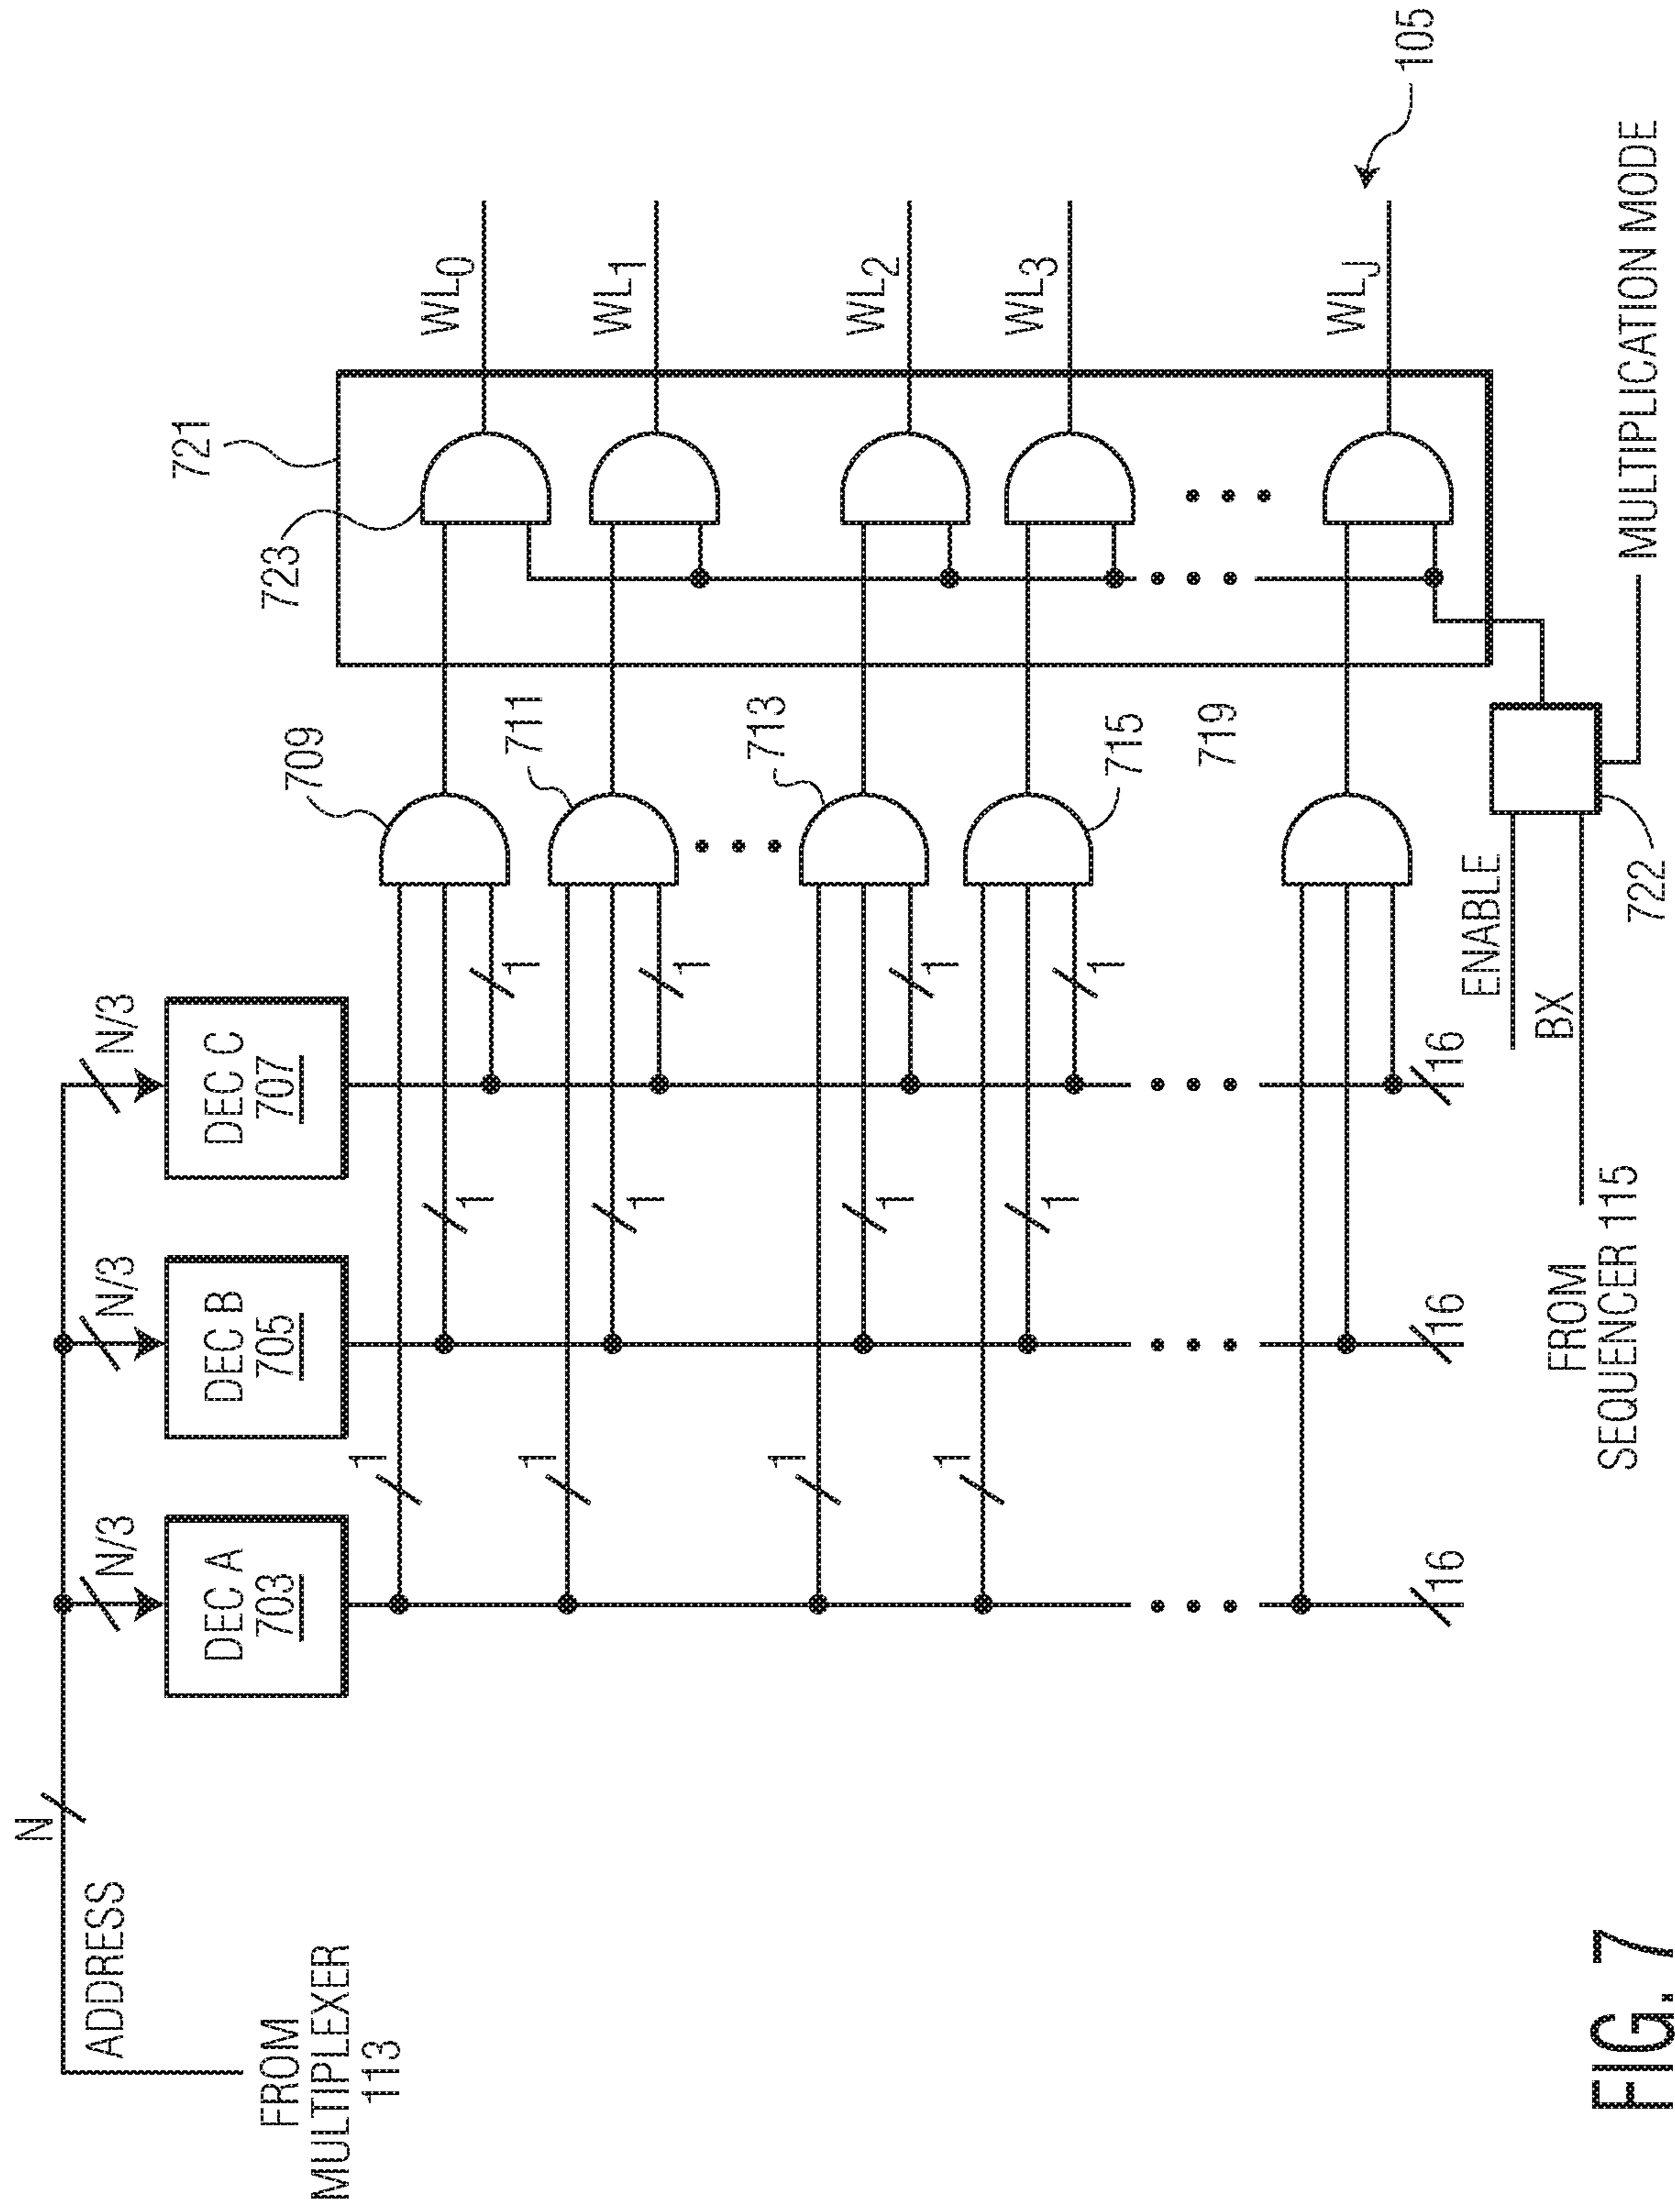 N
ADDRESS
FROM
MULTIPLEXER
113
N/3
N/3
N/3
DEC A
703
DEC B
705
DEC C
707
1
1
1
1
1
1
1
1
1
1
1
1
16
16
16
709
711
713
715
719
721
723
WL0
WL1
WL2
WL3
WLJ
105
ENABLE
BX
FROM
SEQUENCER 115
722
MULTIPLICATION MODE
FIG. 7